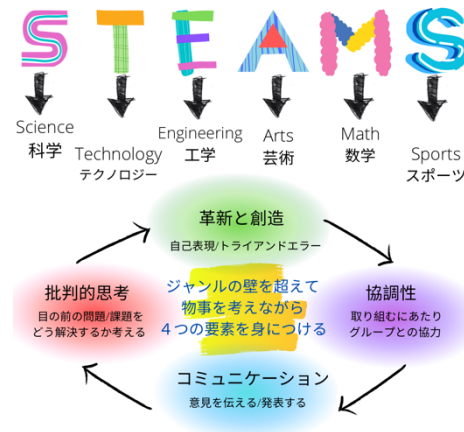 STEAMS
Science
科学
Technology
テクノロジー
Engineering
工学
Arts
芸術
Math
数学
Sports
スポーツ
革新と創造
自己表現/トライアンドエラー
批判的思考
目の前の問題/課題を
どう解決するか考える
ジャンルの壁を超えて
物事を考えながら
4つの要素を身につける
協調性
取り組むにあたり
グループとの協力
コミュニケーション
意見を伝える/発表する